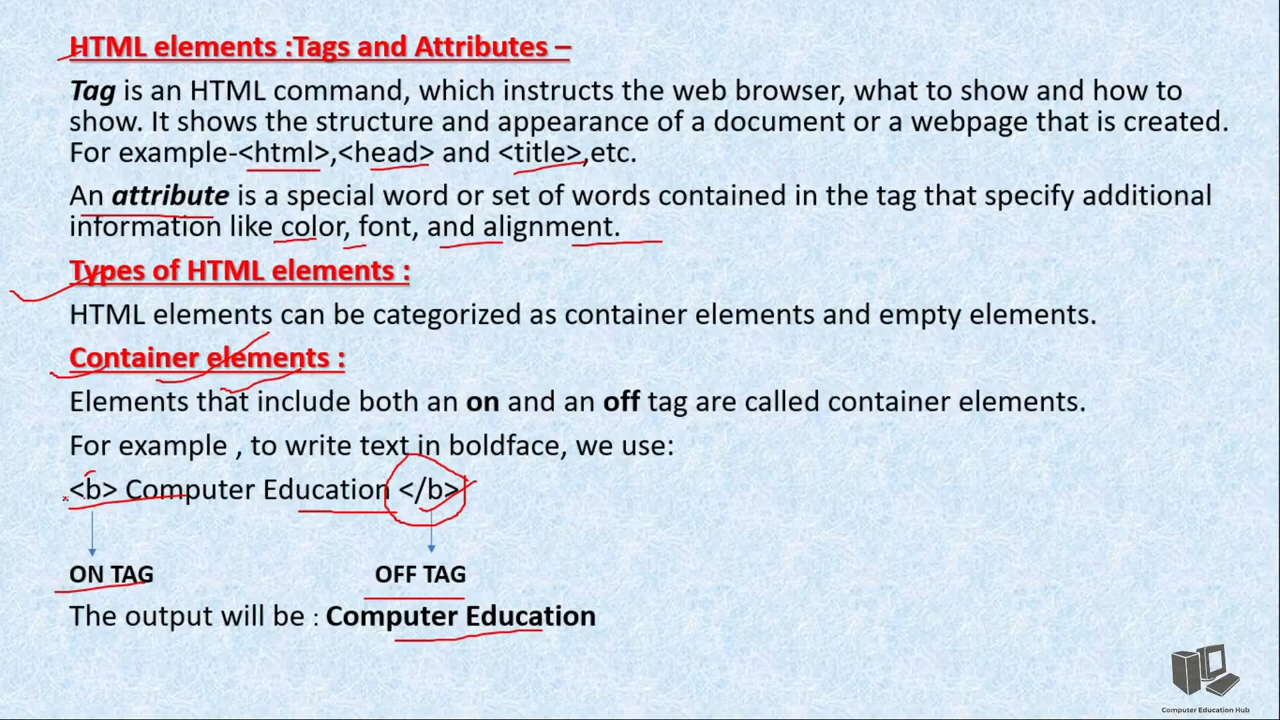 HTML elements :Tags and Attributes –
Tag is an HTML command, which instructs the web browser, what to show and how to
show. It shows the structure and appearance of a document or a webpage that is created.
For example-<html>,<head> and <title>,etc.
An attribute is a special word or set of words contained in the tag that specify additional
information like color, font, and alignment.
Types of HTML elements :
HTML elements can be categorized as container elements and empty elements.
Container elements :
Elements that include both an on and an off tag are called container elements.
For example , to write text in boldface, we use:
<b> Computer Education </b>
ON TAG OFF TAG
The output will be : Computer Education
Computer Education Hub